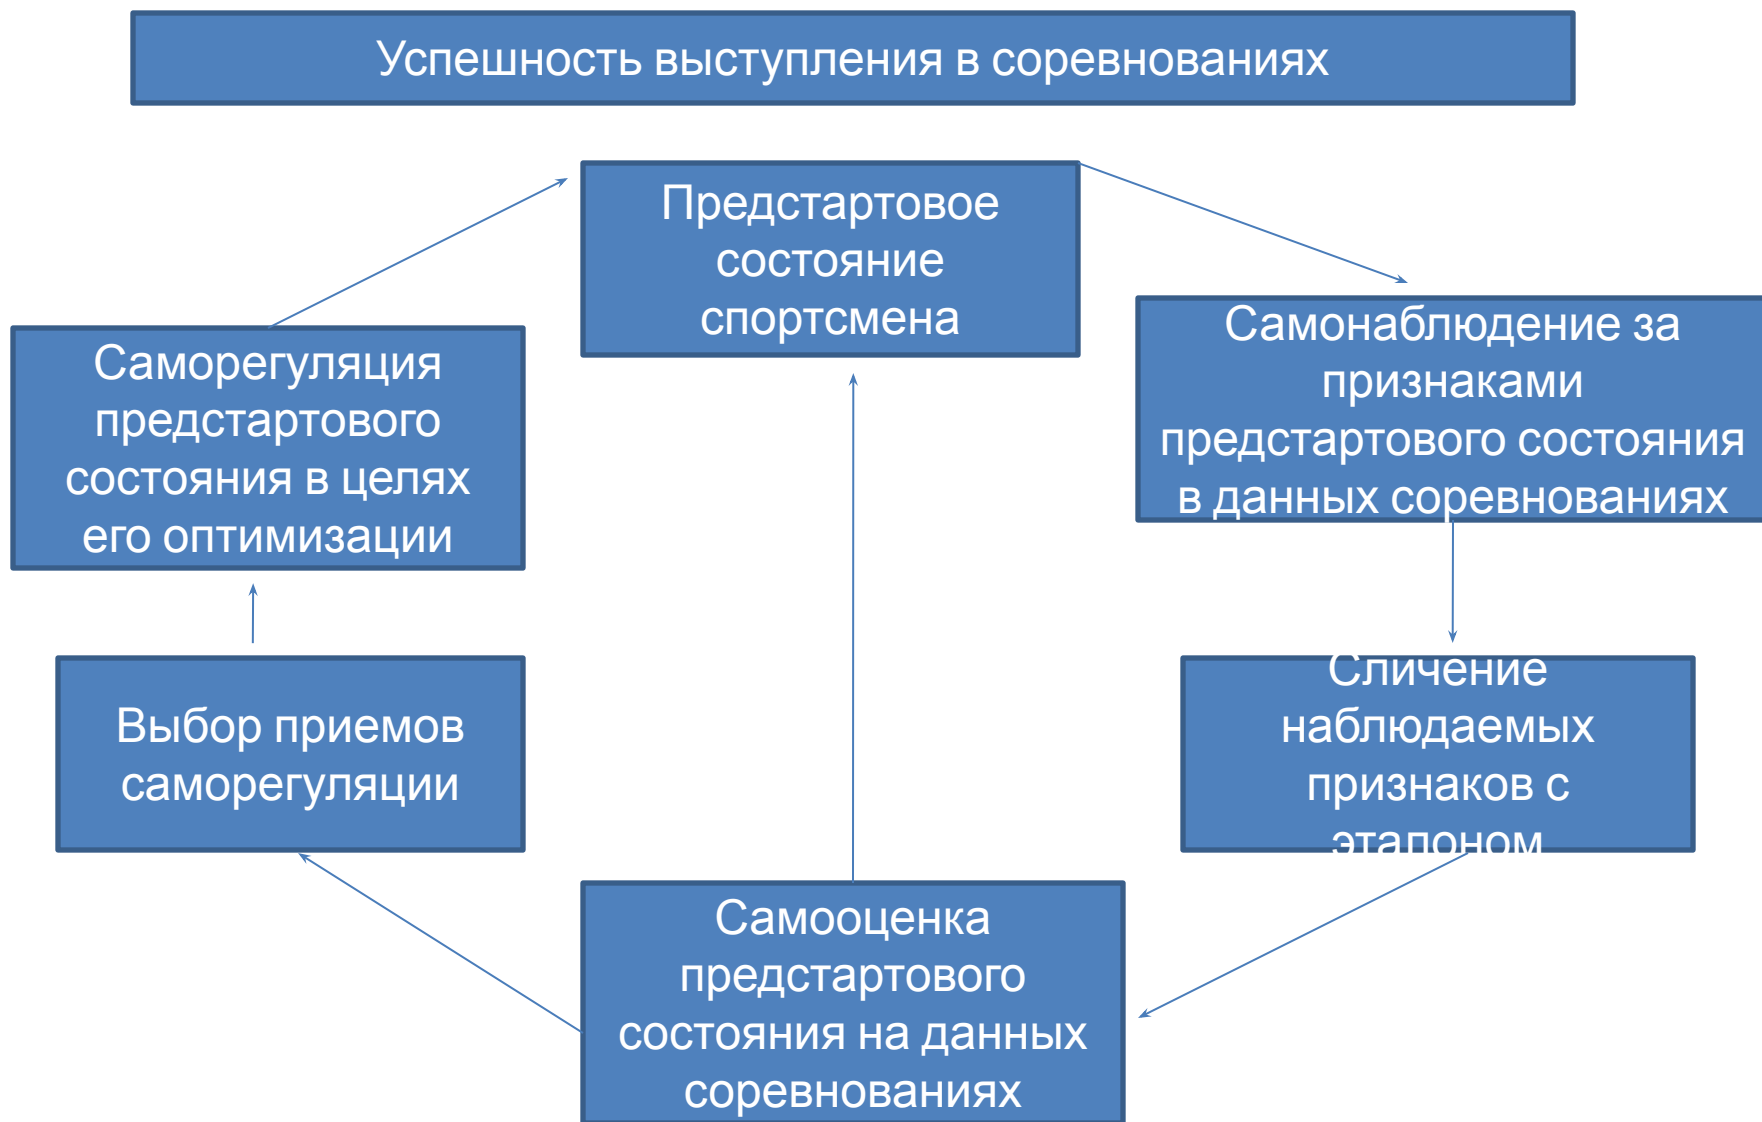 Успешность выступления в соревнованиях
Предстартовое
состояние
спортсмена
Самонаблюдение за
признаками
предстартового состояния
в данных соревнованиях
Саморегуляция
предстартового
состояния в целях
его оптимизации
Сличение
наблюдаемых
признаков с
эталоном
Выбор приемов
саморегуляции
Самооценка
предстартового
состояния на данных
соревнованиях